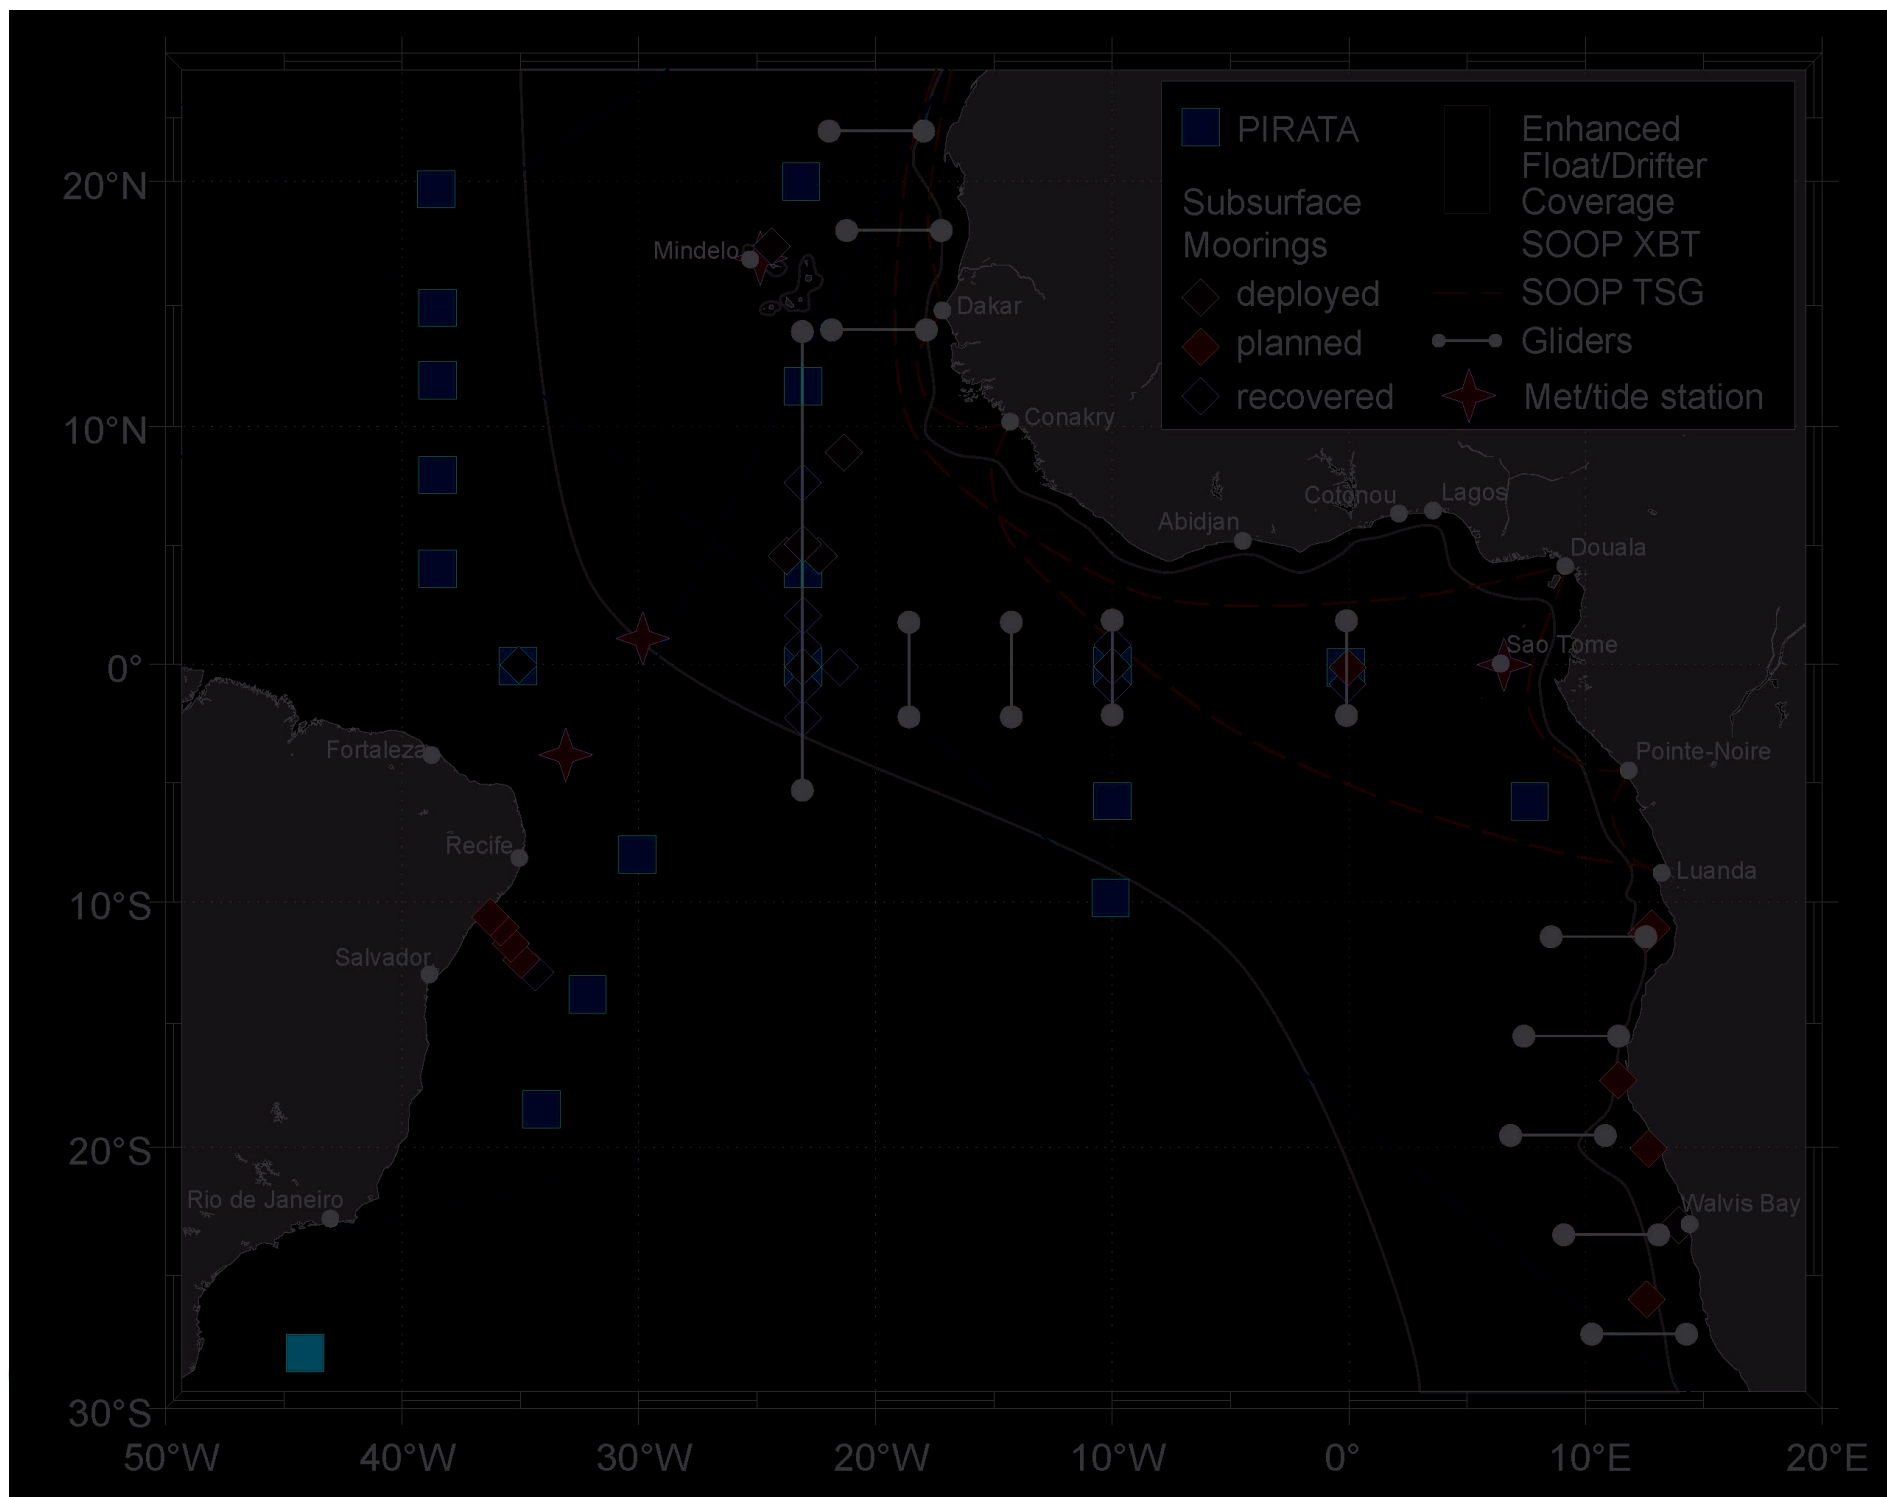 PIRATA
Enhanced
Float/Drifter
Coverage
Subsurface
Moorings
SOOP XBT
deployed
SOOP TSG
planned
Gliders
recovered
Met/tide station
20°N
10°N
0°
10°S
20°S
30°S
Mindelo
Dakar
Conakry
Cotonou
Lagos
Abidjan
Douala
Sao Tome
Fortaleza
Pointe-Noire
Recife
Luanda
Salvador
Rio de Janeiro
Walvis Bay
50°W
40°W
30°W
20°W
10°W
0°
10°E
20°E